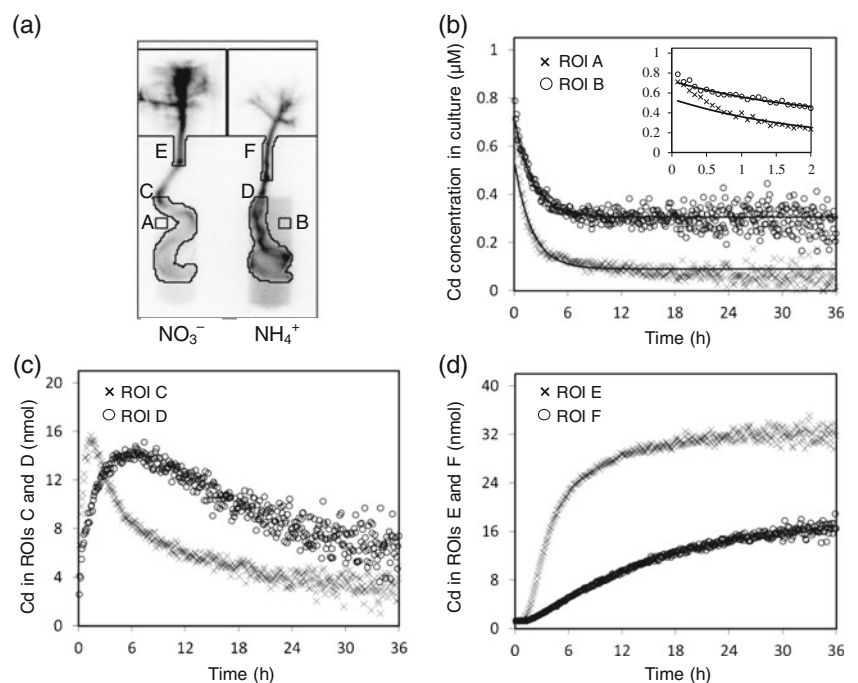 (a)
E
F
C
D
A
B
NO₃⁻
NH₄⁺
(b)
Cd concentration in culture (µM)
1
0.8
0.6
0.4
0.2
0
× ROI A
○ ROI B
1
0.8
0.6
0.4
0.2
0
0 1 2
0 6 12 18 24 30 36
Time (h)
(c)
Cd in ROIs C and D (nmol)
20
16
12
8
4
0
× ROI C
○ ROI D
0 6 12 18 24 30 36
Time (h)
(d)
Cd in ROIs E and F (nmol)
40
32
24
16
8
0
× ROI E
○ ROI F
0 6 12 18 24 30 36
Time (h)